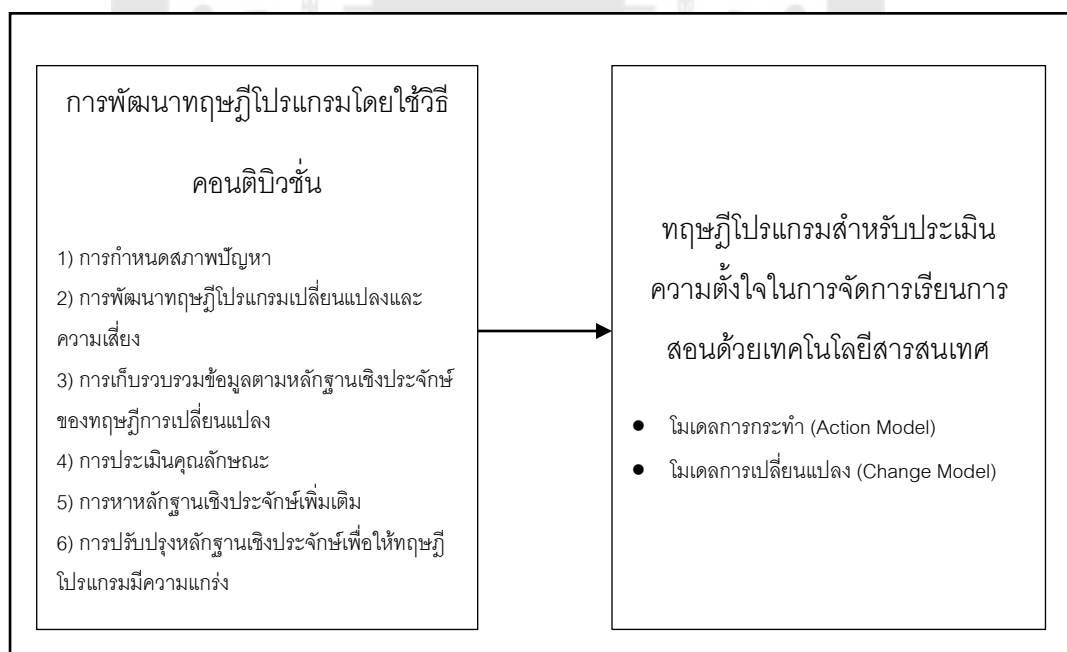 การพัฒนาทฤษฎีโปรแกรมโดยใช้วิธี
คอนติบิวชั่น
1) การกำหนดสภาพปัญหา
2) การพัฒนาทฤษฎีโปรแกรมเปลี่ยนแปลงและ
ความเสี่ยง
3) การเก็บรวบรวมข้อมูลตามหลักฐานเชิงประจักษ์
ของทฤษฎีการเปลี่ยนแปลง
4) การประเมินคุณลักษณะ
5) การหาหลักฐานเชิงประจักษ์เพิ่มเติม
6) การปรับปรุงหลักฐานเชิงประจักษ์เพื่อให้ทฤษฎี
โปรแกรมมีความแกร่ง
ทฤษฎีโปรแกรมสำหรับประเมิน
ความตั้งใจในการจัดการเรียนการ
สอนด้วยเทคโนโลยีสารสนเทศ
● โมเดลการกระทำ (Action Model)
● โมเดลการเปลี่ยนแปลง (Change Model)